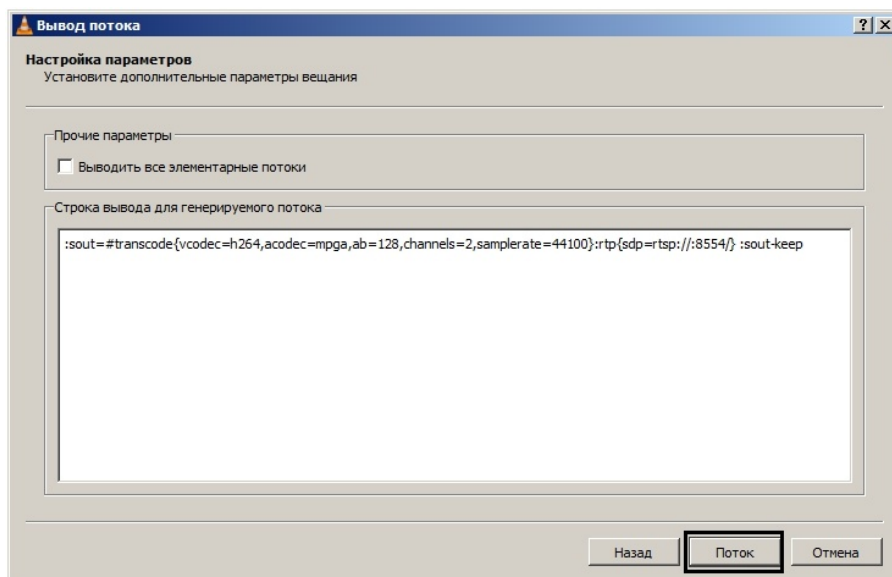 Вывод потока
Настройка параметров
Установите дополнительные параметры вещания
Прочие параметры
Выводить все элементарные потоки
Строка вывода для генерируемого потока
:sout=#transcode{vcodec=h264,acodec=mpga,ab=128,channels=2,samplerate=44100}:rtp{sdp=rtsp://:8554/} :sout-keep
Назад Поток Отмена